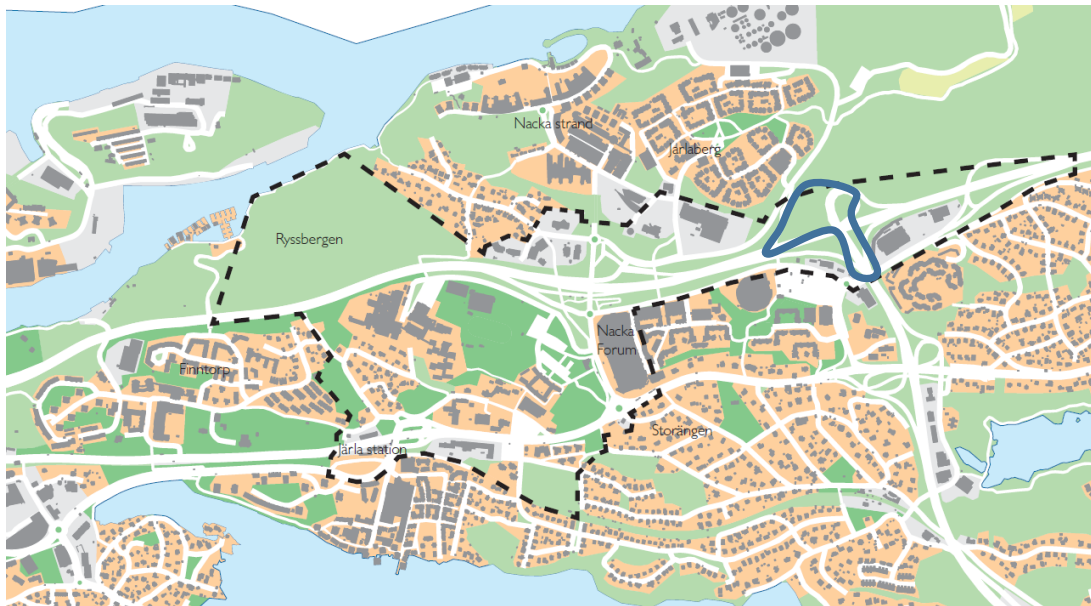 Nacka strand
Jarlaberg
Ryssbergen
Nacka
Forum
Finntorp
Storängen
Järla station